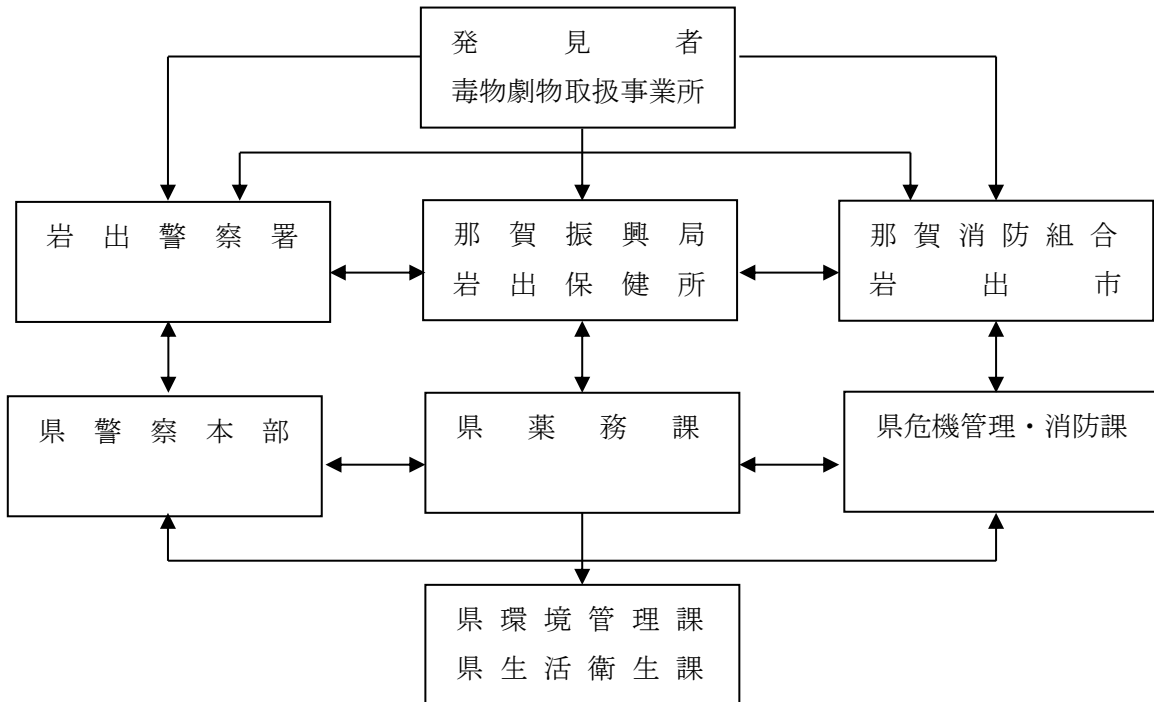 発見者
毒物劇物取扱事業所
岩出警察署
那賀振興局
岩出保健所
那賀消防組合
岩出市
県警察本部
県薬務課
県危機管理・消防課
県環境管理課
県生活衛生課